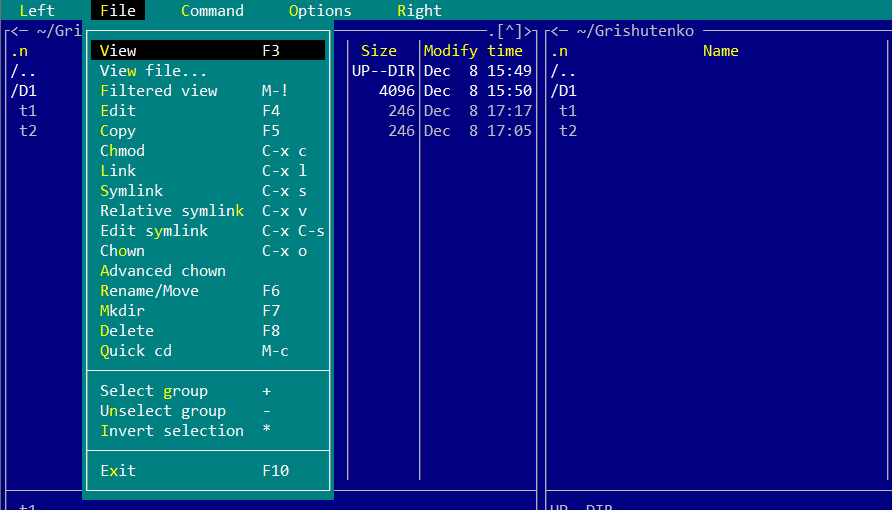 Left File Command Options Right
<─ ~/Gri .[^]>
<─ ~/Grishutenko
.n View F3 Size Modify time .n Name
/.. View file... UP--DIR Dec 8 15:49 /..
/D1 Filtered view M-! 4096 Dec 8 15:50 /D1
t1 Edit F4 246 Dec 8 17:17 t1
t2 Copy F5 246 Dec 8 17:05 t2
Chmod C-x c
Link C-x l
Symlink C-x s
Relative symlink C-x v
Edit symlink C-x C-s
Chown C-x o
Advanced chown
Rename/Move F6
Mkdir F7
Delete F8
Quick cd M-c
Select group +
Unselect group -
Invert selection *
Exit F10
t1 UP--DIR